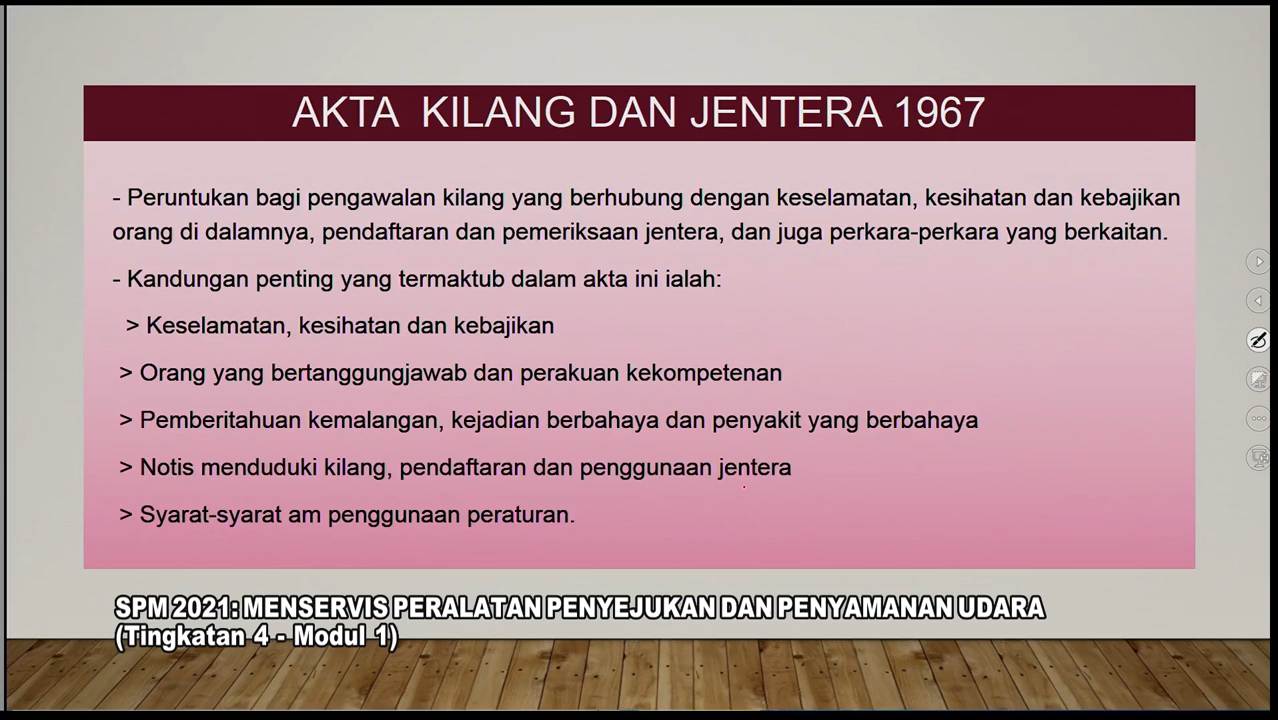 AKTA KILANG DAN JENTERA 1967
- Peruntukan bagi pengawalan kilang yang berhubung dengan keselamatan, kesihatan dan kebajikan
orang di dalamnya, pendaftaran dan pemeriksaan jentera, dan juga perkara-perkara yang berkaitan.
- Kandungan penting yang termaktub dalam akta ini ialah:
> Keselamatan, kesihatan dan kebajikan
> Orang yang bertanggungjawab dan perakuan kekompetenan
> Pemberitahuan kemalangan, kejadian berbahaya dan penyakit yang berbahaya
> Notis menduduki kilang, pendaftaran dan penggunaan jentera
> Syarat-syarat am penggunaan peraturan.
SPM 2021: MENSERVIS PERALATAN PENYEJUKAN DAN PENYAMANAN UDARA
(Tingkatan 4 - Modul 1)